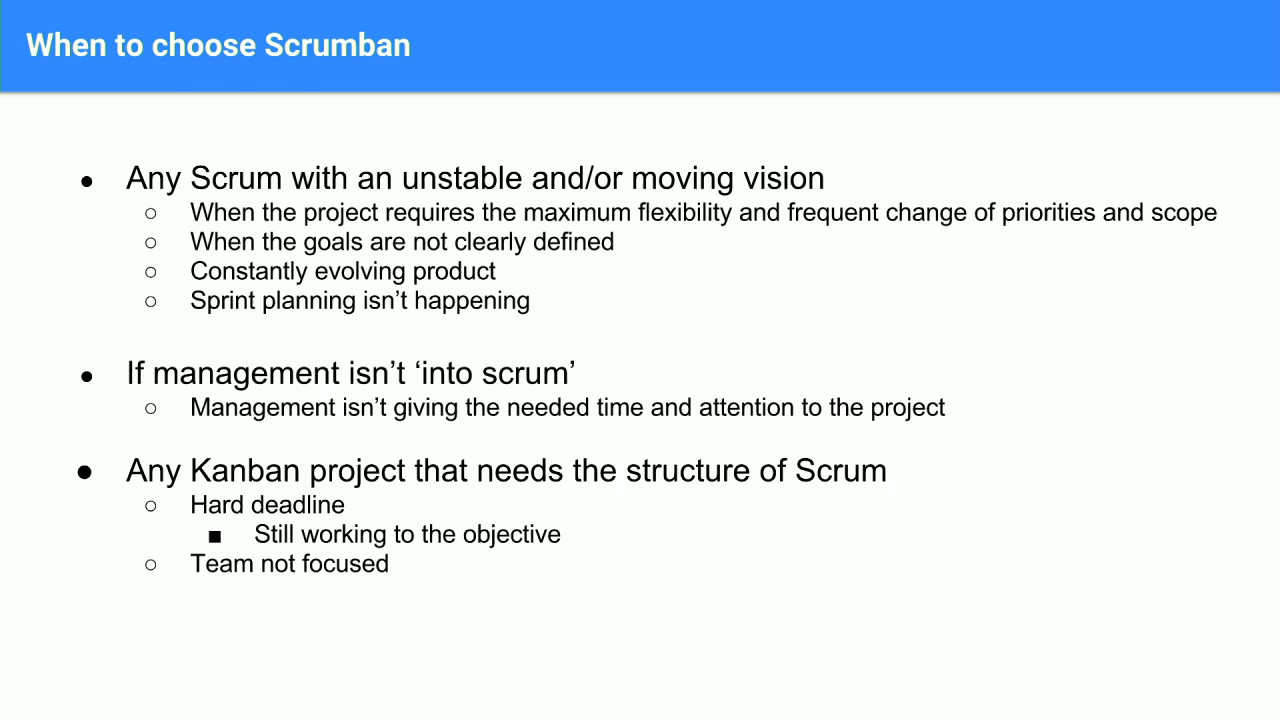 When to choose Scrumban
● Any Scrum with an unstable and/or moving vision
○ When the project requires the maximum flexibility and frequent change of priorities and scope
○ When the goals are not clearly defined
○ Constantly evolving product
○ Sprint planning isn’t happening
● If management isn’t ‘into scrum’
○ Management isn’t giving the needed time and attention to the project
● Any Kanban project that needs the structure of Scrum
○ Hard deadline
■ Still working to the objective
○ Team not focused